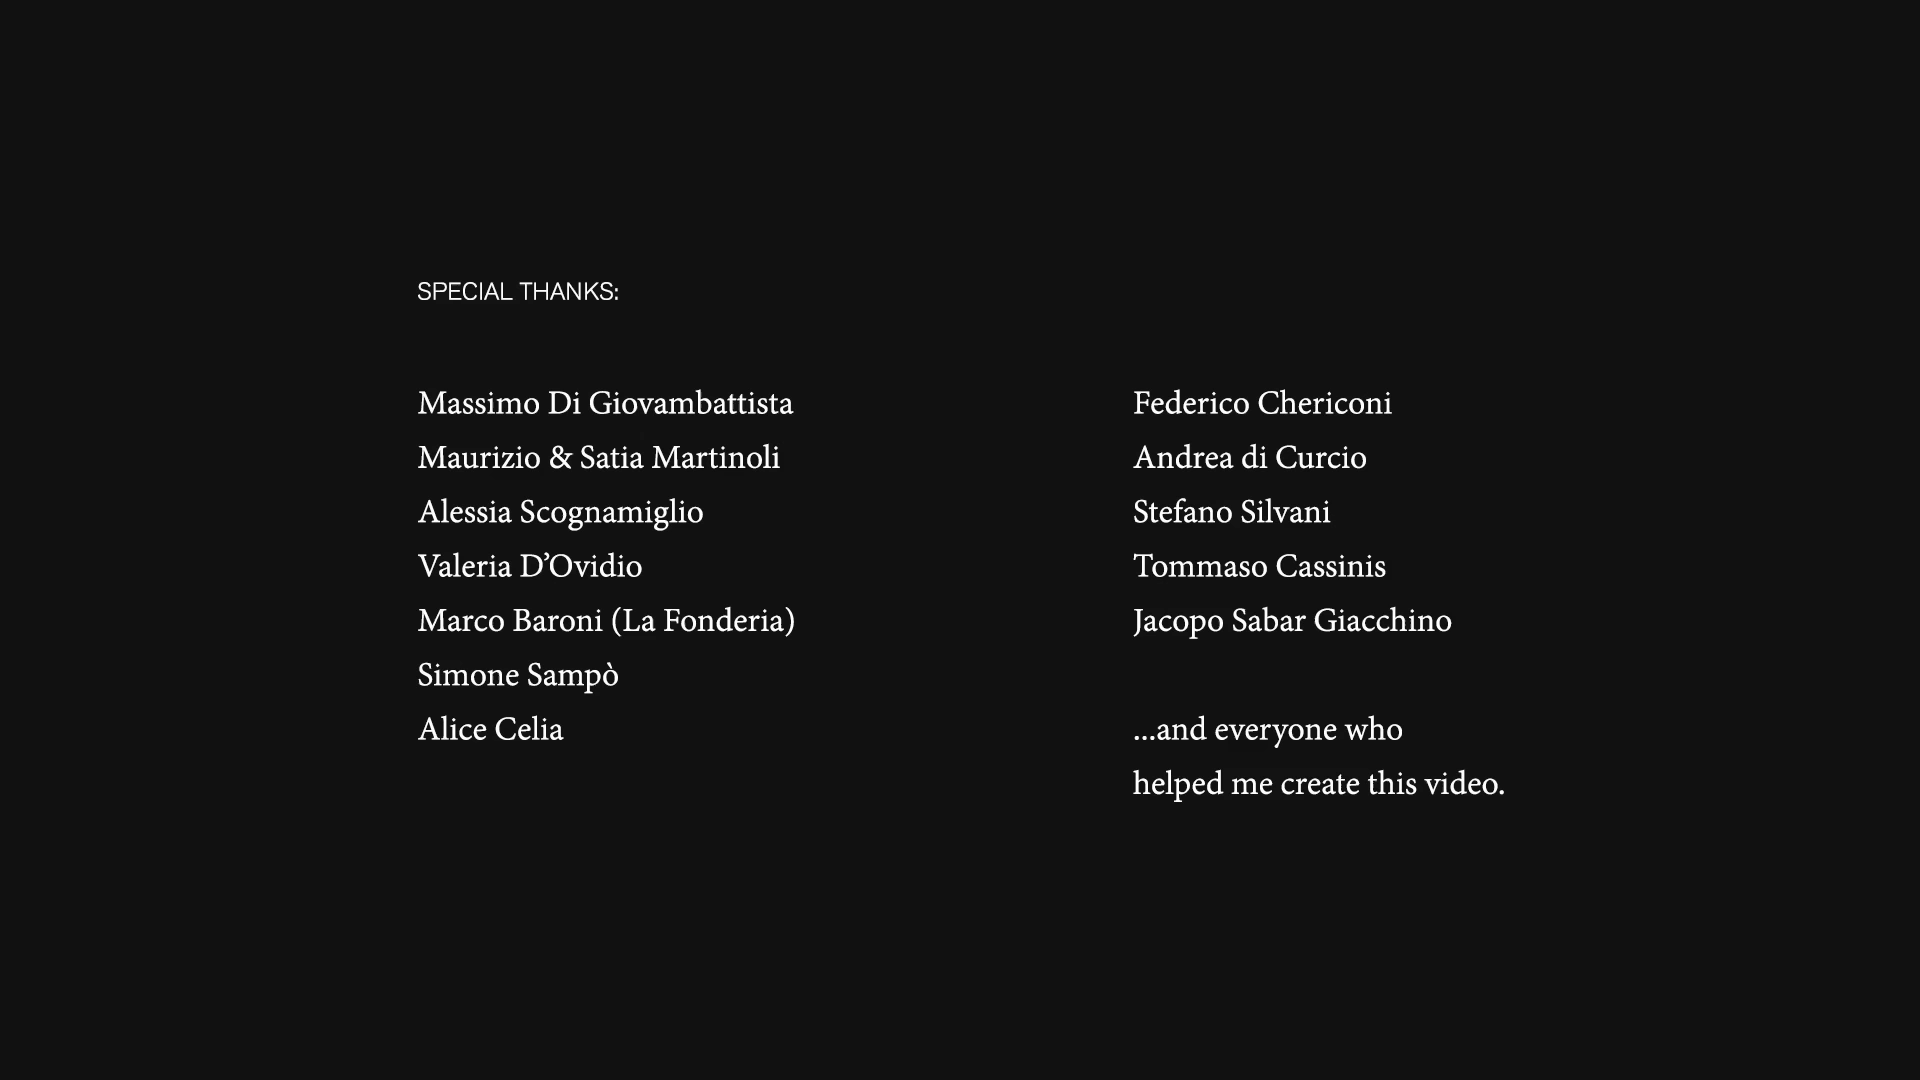 SPECIAL THANKS:
Massimo Di Giovambattista
Maurizio & Satia Martinoli
Alessia Scognamiglio
Valeria D’Ovidio
Marco Baroni (La Fonderia)
Simone Sampò
Alice Celia
Federico Chericoni
Andrea di Curcio
Stefano Silvani
Tommaso Cassinis
Jacopo Sabar Giacchino
...and everyone who
helped me create this video.